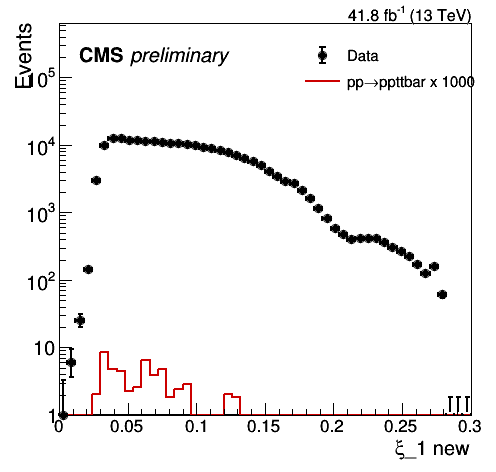 41.8 fb⁻¹ (13 TeV)
Events
CMS preliminary
Data
pp→ppttbar x 1000
10⁵
10⁴
10³
10²
10
1
0 0.05 0.1 0.15 0.2 0.25 0.3
ξ_1 new